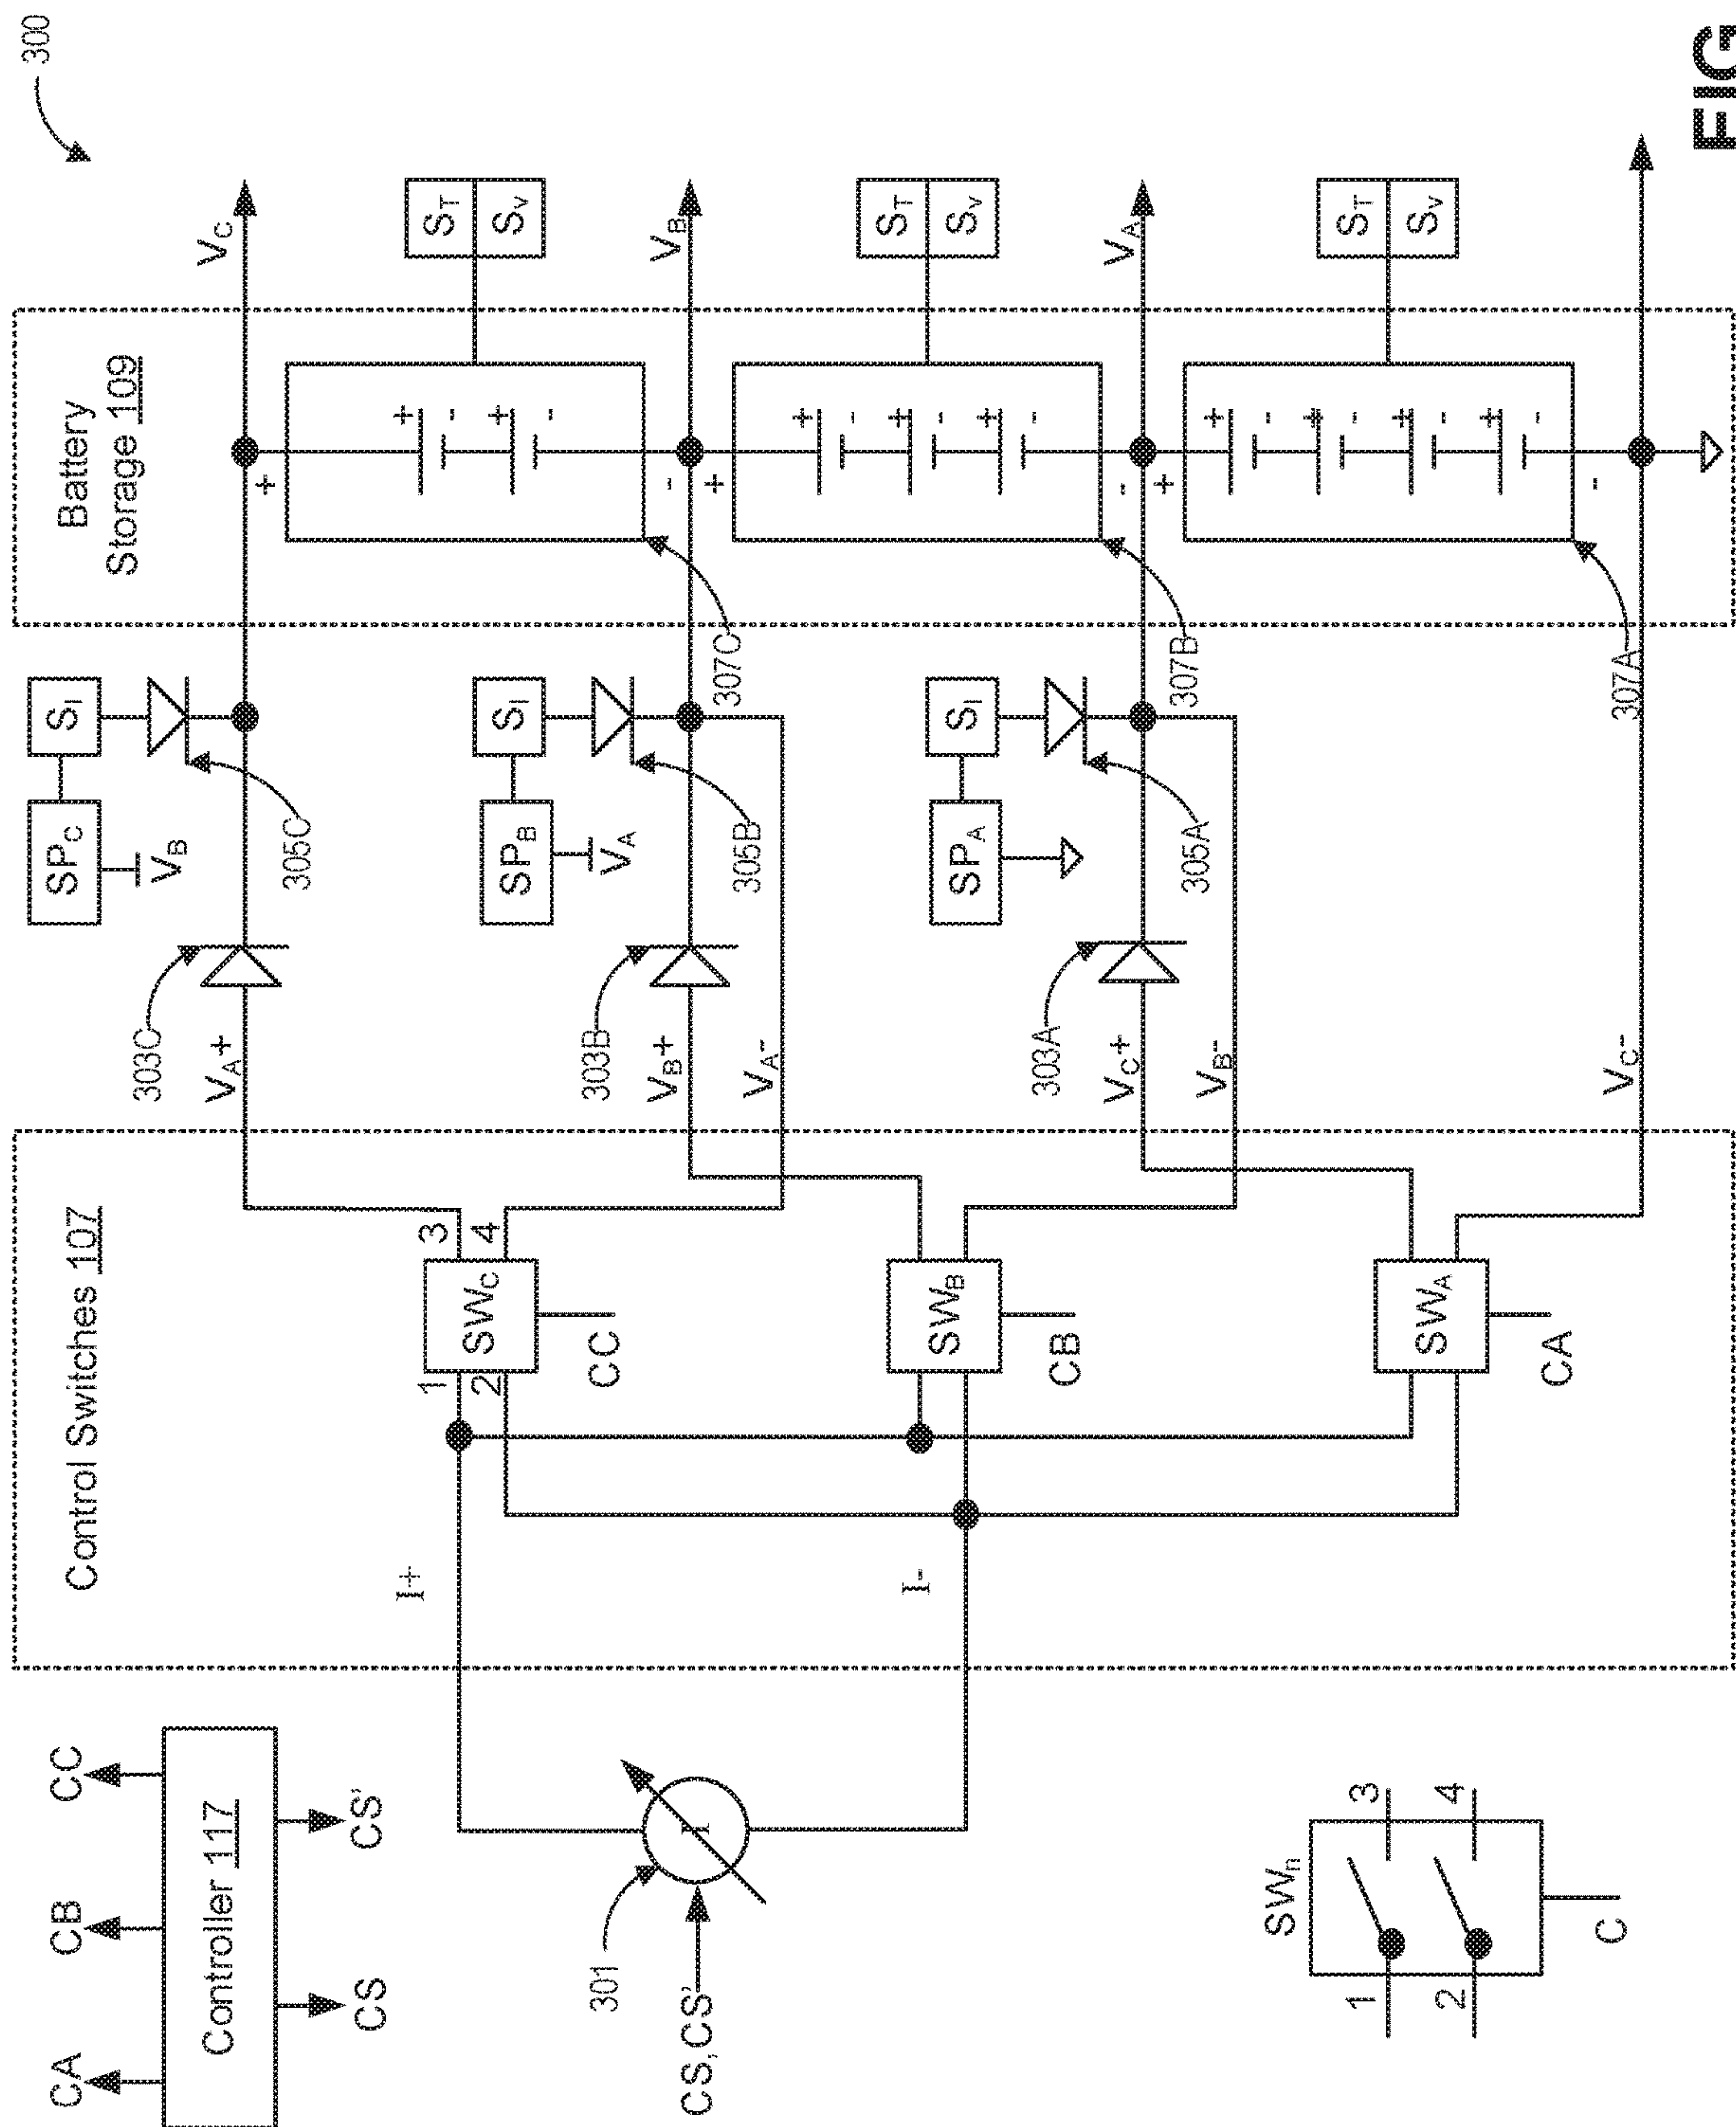 300
CA
CB
CC
Controller 117
CS
CS'
301
I
CS,CS'
SWn
1
2
3
4
C
Control Switches 107
I+
I-
1
2
3
4
SWC
CC
SWB
CB
SWA
CA
303C
VA+
303B
VB+
VA-
303A
VC+
VB-
VC-
SPC
SI
VB
305C
SPB
SI
VA
305B
SPA
SI
305A
307C
307B
307A
Battery
Storage 109
+
+
-
+
-
-
+
+
-
+
-
+
-
-
+
+
-
+
-
+
-
+
-
-
VC
ST
SV
VB
ST
SV
VA
ST
SV
FIG